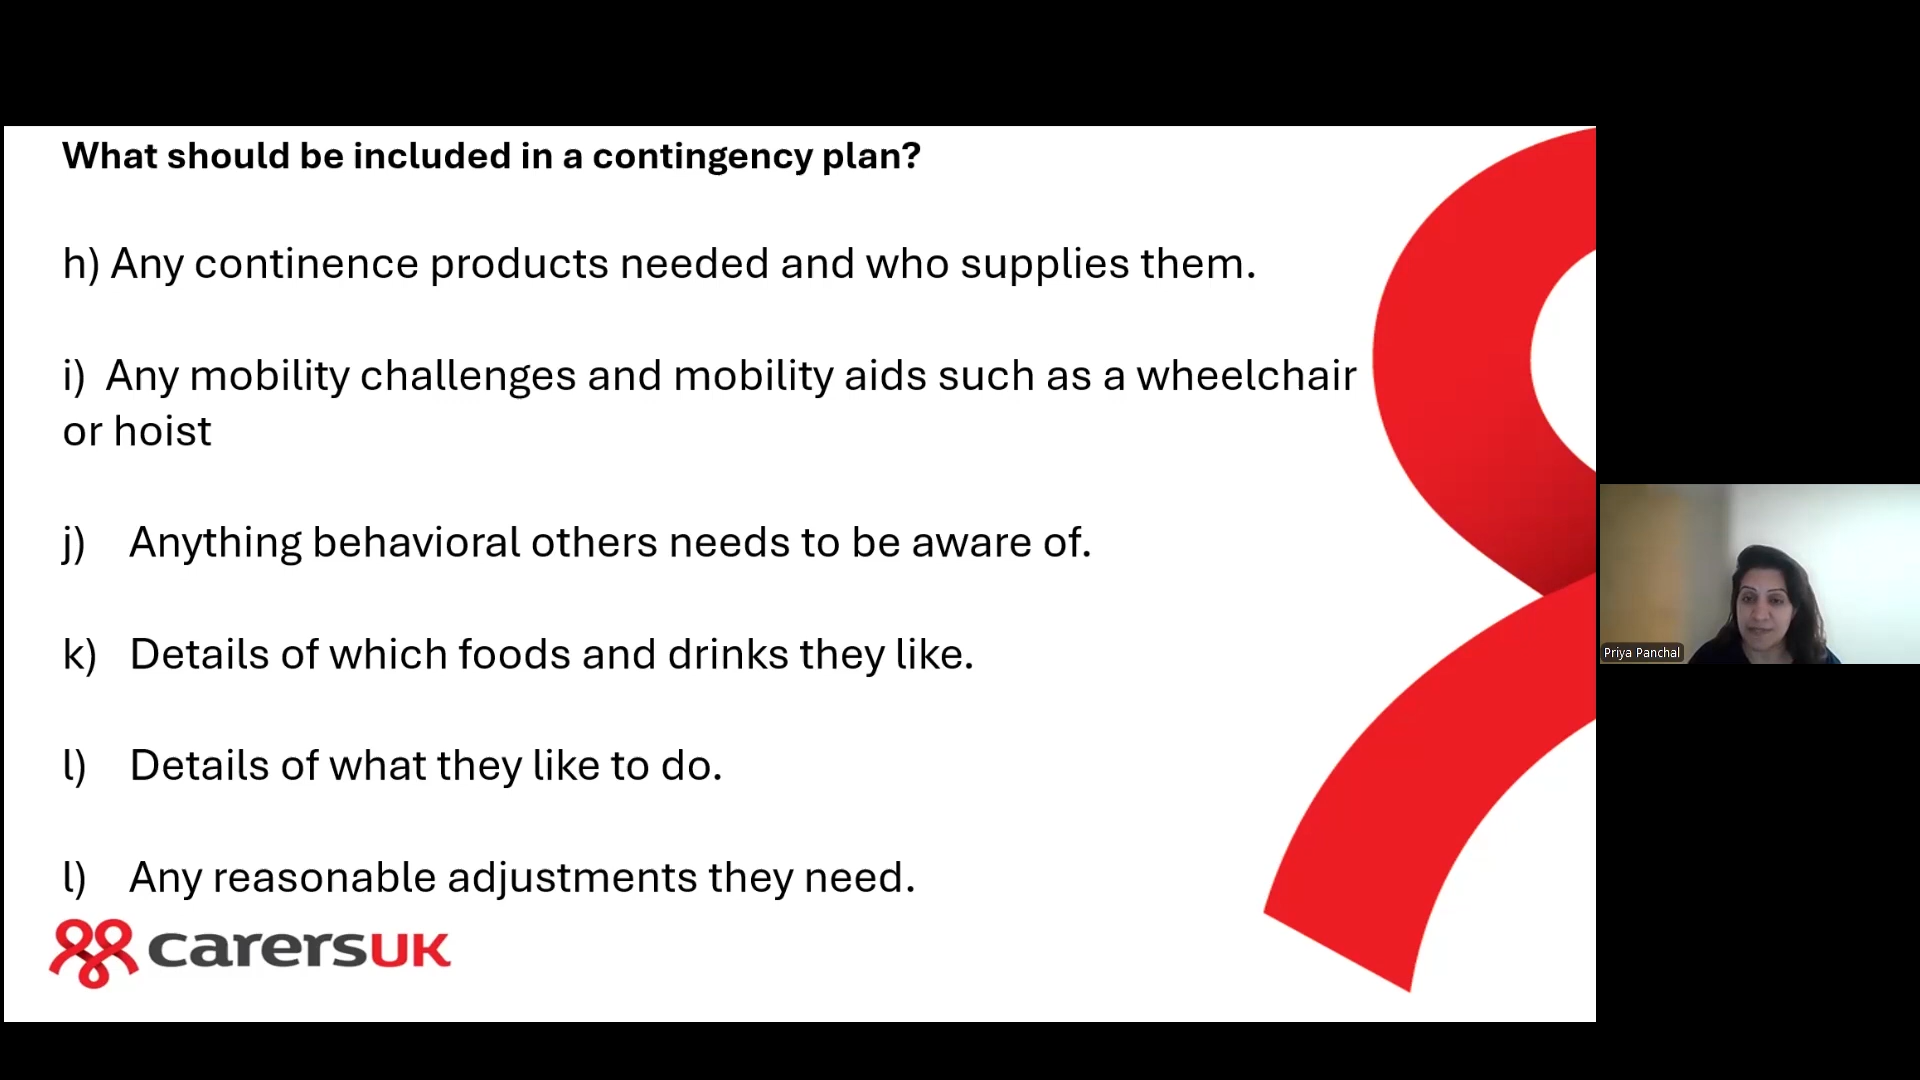 What should be included in a contingency plan?
h) Any continence products needed and who supplies them.
i) Any mobility challenges and mobility aids such as a wheelchair
or hoist
j) Anything behavioral others needs to be aware of.
k) Details of which foods and drinks they like.
l) Details of what they like to do.
l) Any reasonable adjustments they need.
carersUK
Priya Panchal